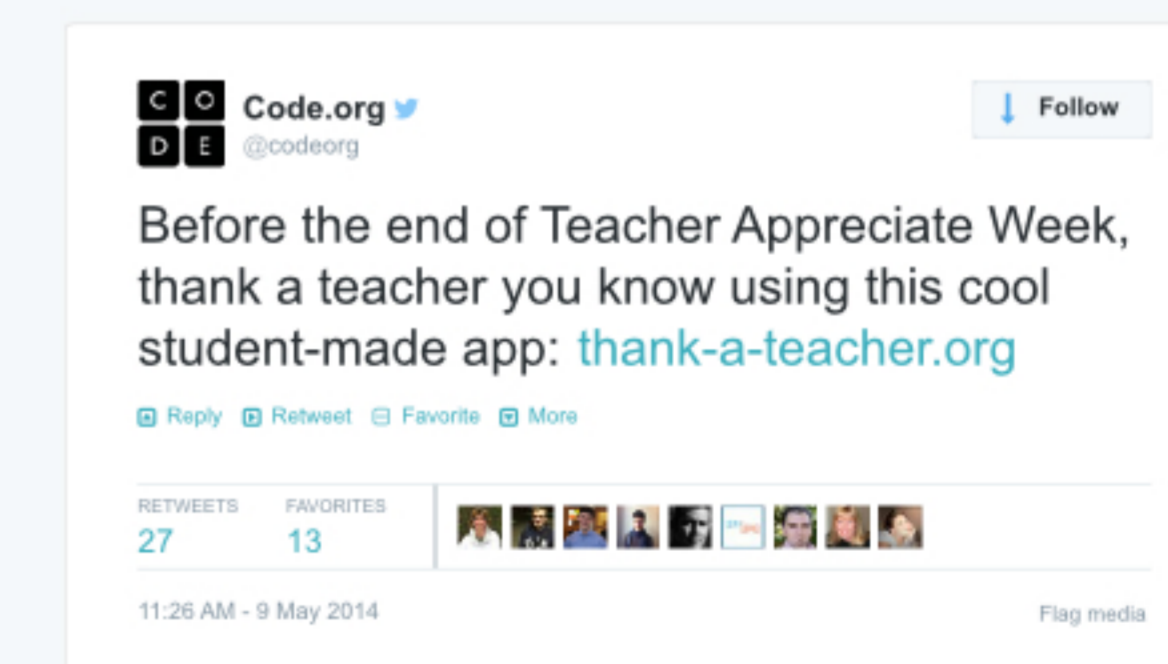 C O
D E
Code.org
@codeorg
Follow
Before the end of Teacher Appreciate Week,
thank a teacher you know using this cool
student-made app: thank-a-teacher.org
Reply Retweet Favorite More
RETWEETS FAVORITES
27 13
11:26 AM - 9 May 2014
Flag media